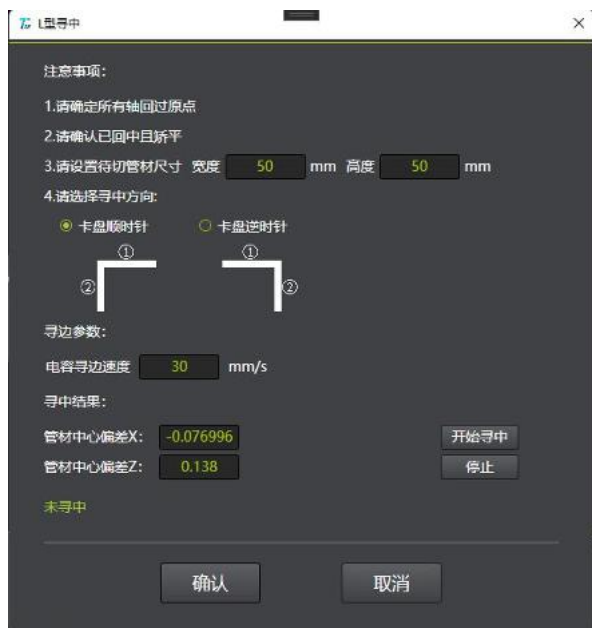 L型寻中
注意事项：
1.请确定所有轴回过原点
2.请确认已回中且矫平
3.请设置待切管材尺寸 宽度 50 mm 高度 50 mm
4.请选择寻中方向:
卡盘顺时针 卡盘逆时针
① ①
② ②
寻边参数：
电容寻边速度 30 mm/s
寻中结果：
管材中心偏差X： -0.076996 开始寻中
管材中心偏差Z： 0.138 停止
未寻中
确认 取消